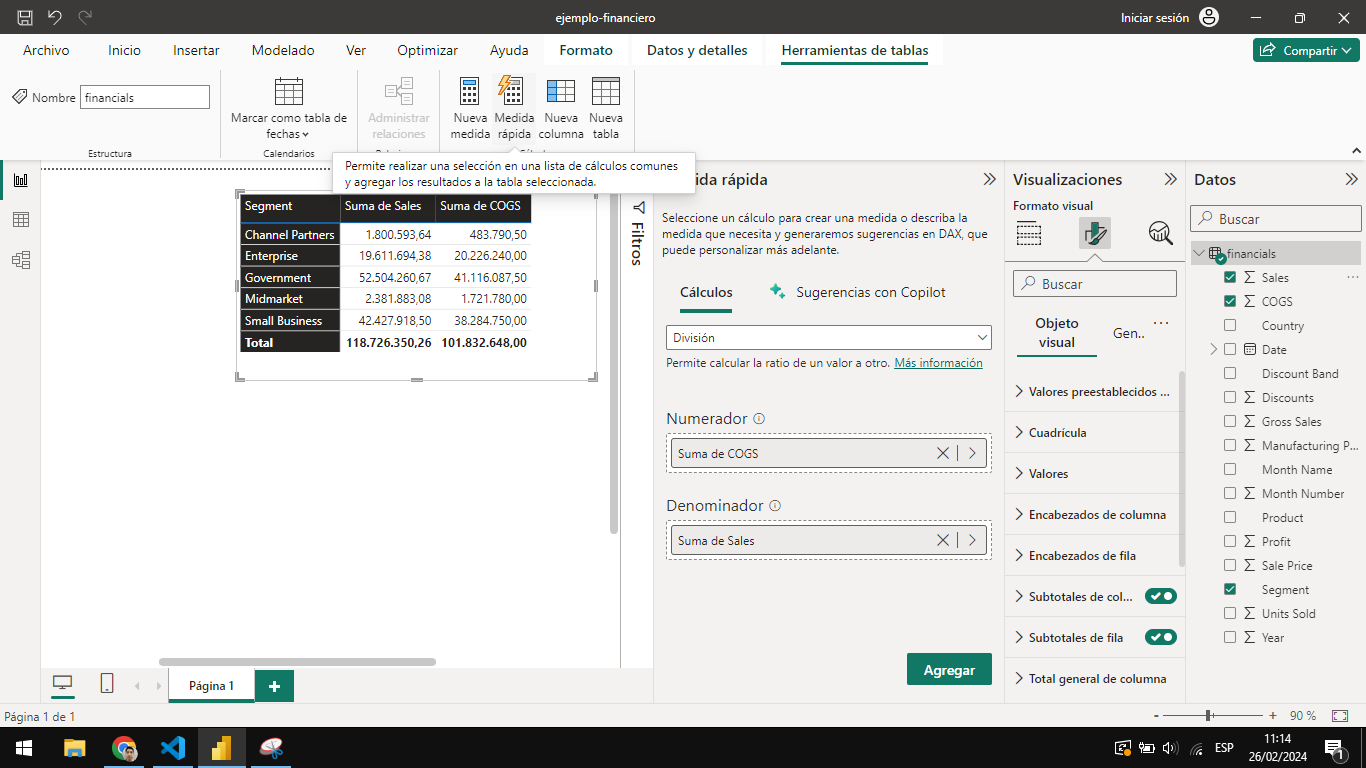 ejemplo-financiero
Iniciar sesión
Archivo Inicio Insertar Modelado Ver Optimizar Ayuda Formato Datos y detalles Herramientas de tablas Compartir
Nombre financials
Marcar como tabla de
fechas
Administrar
relaciones
Nueva
medida
Medida
rápida
Nueva
columna
Nueva
tabla
Estructura
Calendarios
Permite realizar una selección en una lista de cálculos comunes
y agregar los resultados a la tabla seleccionada.
Segment Suma de Sales Suma de COGS
Channel Partners 1.800.593,64 483.790,50
Enterprise 19.611.694,38 20.226.240,00
Government 52.504.260,67 41.116.087,50
Midmarket 2.381.883,08 1.721.780,00
Small Business 42.427.918,50 38.284.750,00
Total 118.726.350,26 101.832.648,00
Filtros
rápida
Seleccione un cálculo para crear una medida o describa la
medida que necesita y generaremos sugerencias en DAX, que
puede personalizar más adelante.
Cálculos Sugerencias con Copilot
División
Permite calcular la ratio de un valor a otro. Más información
Numerador
Suma de COGS
Denominador
Suma de Sales
Agregar
Visualizaciones
Formato visual
Buscar
Objeto
visual
Gen..
Valores preestablecidos ...
Cuadrícula
Valores
Encabezados de columna
Encabezados de fila
Subtotales de col...
Subtotales de fila
Total general de columna
Datos
Buscar
financials
Sales
COGS
Country
Date
Discount Band
Discounts
Gross Sales
Manufacturing P...
Month Name
Month Number
Product
Profit
Sale Price
Segment
Units Sold
Year
Página 1
Página 1 de 1
- + 90 %
ESP
11:14
26/02/2024
1